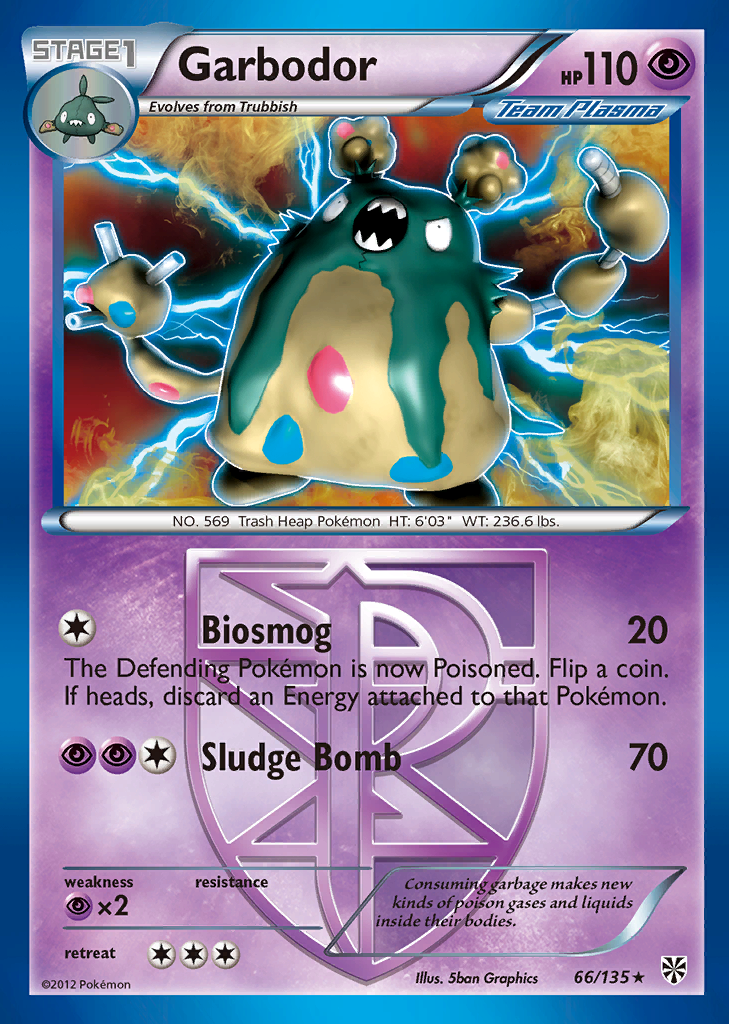 STAGE1
Garbodor
HP110
Evolves from Trubbish
Team Plasma
NO. 569 Trash Heap Pokémon HT: 6'03" WT: 236.6 lbs.
Biosmog 20
The Defending Pokémon is now Poisoned. Flip a coin.
If heads, discard an Energy attached to that Pokémon.
Sludge Bomb 70
weakness resistance
×2
Consuming garbage makes new
kinds of poison gases and liquids
inside their bodies.
retreat
©2012 Pokémon
Illus. 5ban Graphics 66/135★